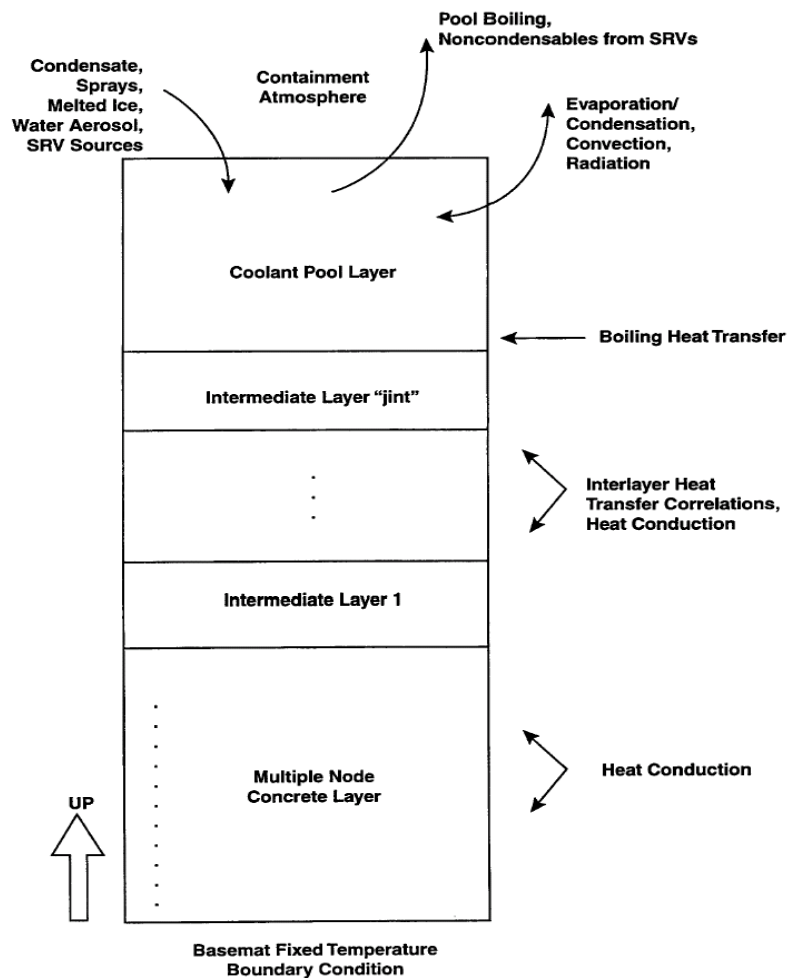 Pool Boiling,
Noncondensables from SRVs
Condensate,
Sprays,
Melted Ice,
Water Aerosol,
SRV Sources
Containment
Atmosphere
Evaporation/
Condensation,
Convection,
Radiation
Coolant Pool Layer
Boiling Heat Transfer
Intermediate Layer “jint”
Interlayer Heat
Transfer Correlations,
Heat Conduction
Intermediate Layer 1
Multiple Node
Concrete Layer
Heat Conduction
UP
Basemat Fixed Temperature
Boundary Condition